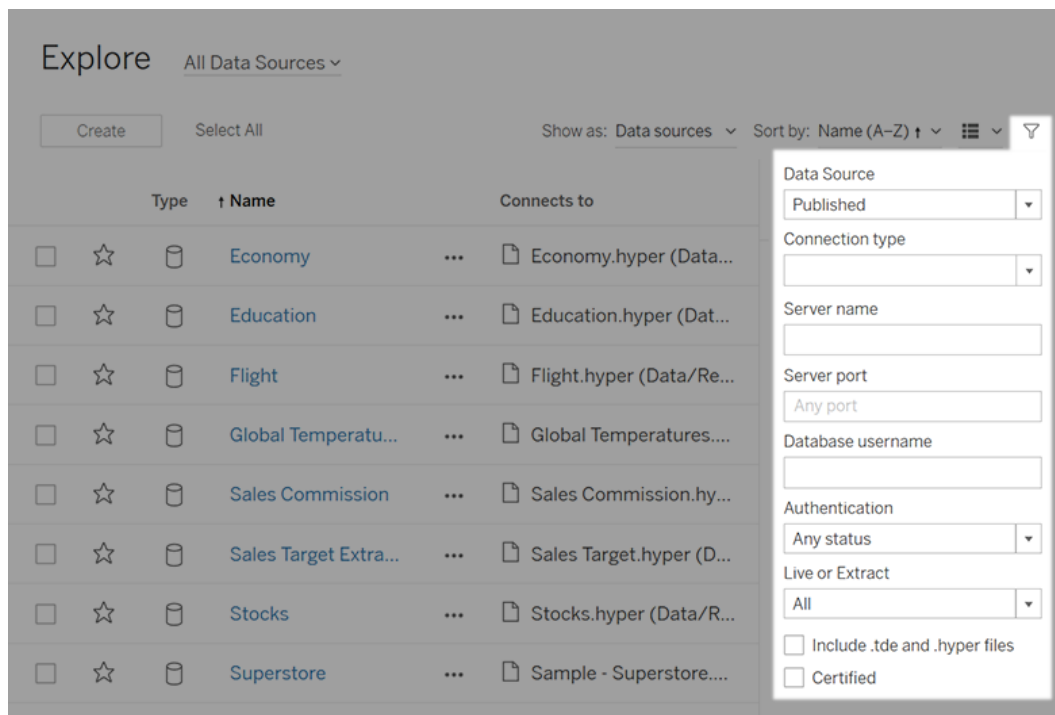 Explore All Data Sources
Create Select All Show as: Data sources Sort by: Name (A–Z) ↑
Type ↑ Name Connects to
Economy ••• Economy.hyper (Data...
Education ••• Education.hyper (Dat...
Flight ••• Flight.hyper (Data/Re...
Global Temperatu... ••• Global Temperatures....
Sales Commission ••• Sales Commission.hy...
Sales Target Extra... ••• Sales Target.hyper (D...
Stocks ••• Stocks.hyper (Data/R...
Superstore ••• Sample - Superstore....
Data Source
Published
Connection type
Server name
Server port
Any port
Database username
Authentication
Any status
Live or Extract
All
Include .tde and .hyper files
Certified